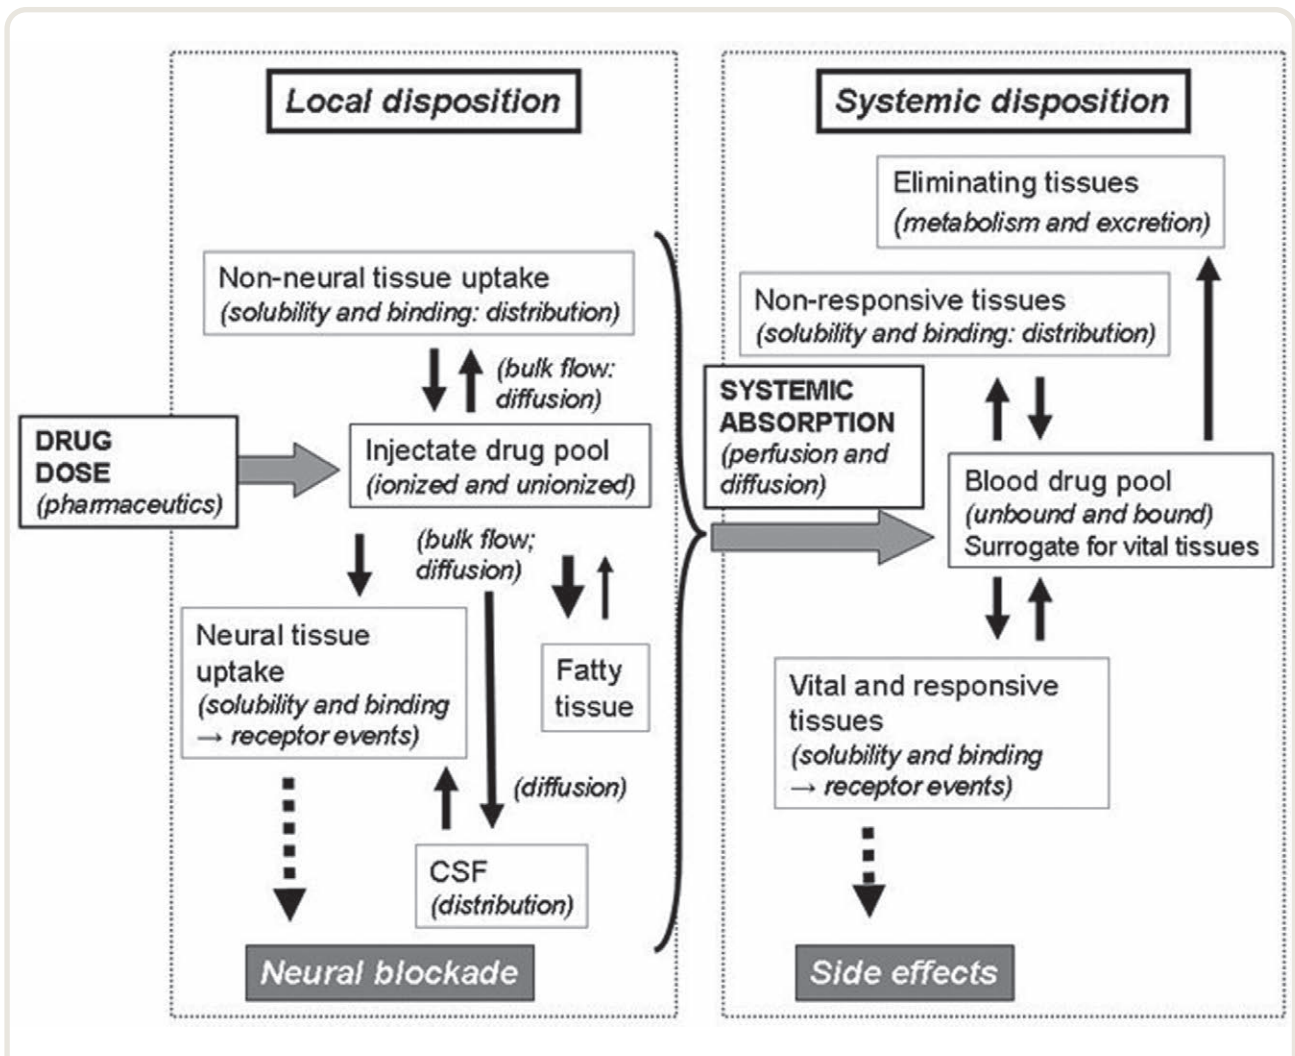 Local disposition
Systemic disposition
Eliminating tissues
(metabolism and excretion)
Non-neural tissue uptake
(solubility and binding: distribution)
Non-responsive tissues
(solubility and binding: distribution)
(bulk flow:
diffusion)
SYSTEMIC
ABSORPTION
(perfusion and
diffusion)
DRUG
DOSE
(pharmaceutics)
Injectate drug pool
(ionized and unionized)
Blood drug pool
(unbound and bound)
Surrogate for vital tissues
(bulk flow;
diffusion)
Neural tissue
uptake
(solubility and binding
→ receptor events)
Fatty
tissue
Vital and responsive
tissues
(solubility and binding
→ receptor events)
(diffusion)
CSF
(distribution)
Neural blockade
Side effects